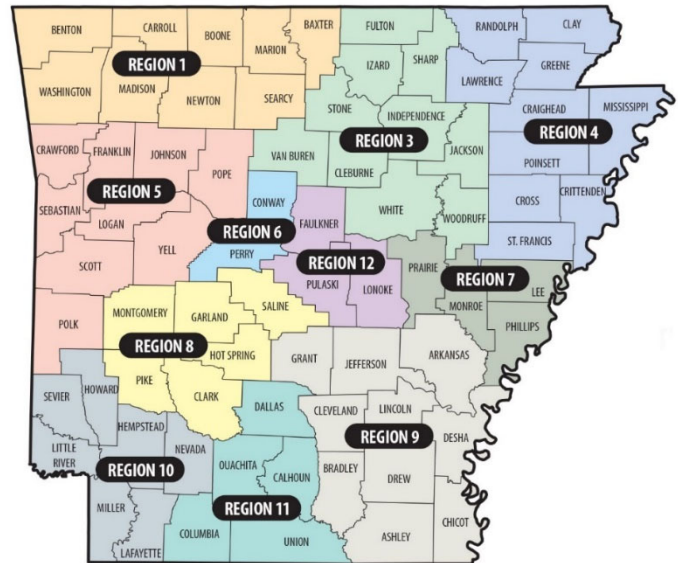 BENTON
CARROLL
BOONE
MARION
BAXTER
FULTON
RANDOLPH
CLAY
REGION 1
IZARD
SHARP
LAWRENCE
GREENE
WASHINGTON
MADISON
NEWTON
SEARCY
STONE
INDEPENDENCE
CRAIGHEAD
MISSISSIPPI
REGION 3
REGION 4
CRAWFORD
FRANKLIN
JOHNSON
POPE
VAN BUREN
CLEBURNE
JACKSON
POINSETT
REGION 5
SEBASTIAN
LOGAN
CONWAY
FAULKNER
WHITE
WOODRUFF
CROSS
CRITTENDEN
REGION 6
ST. FRANCIS
SCOTT
YELL
PERRY
REGION 12
PULASKI
LONOKE
PRAIRIE
REGION 7
MONROE
LEE
PHILLIPS
POLK
MONTGOMERY
GARLAND
SALINE
REGION 8
HOT SPRING
GRANT
JEFFERSON
ARKANSAS
PIKE
CLARK
SEVIER
HOWARD
DALLAS
CLEVELAND
LINCOLN
DESHA
REGION 9
HEMPSTEAD
NEVADA
LITTLE
RIVER
REGION 10
OUACHITA
CALHOUN
BRADLEY
DREW
MILLER
REGION 11
CHICOT
LAFAYETTE
COLUMBIA
UNION
ASHLEY